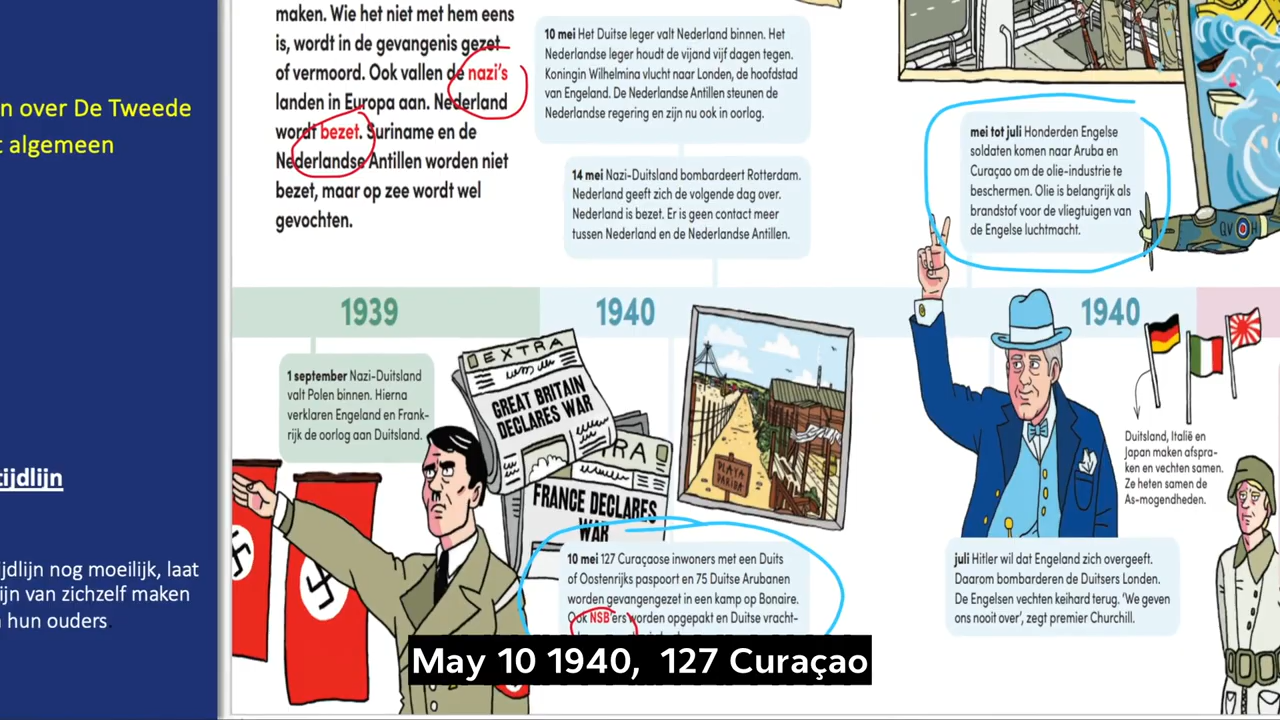 n over De Tweede
t algemeen
tijdlijn
jdlijn nog moeilijk, laat
ijn van zichzelf maken
hun ouders
maken. Wie het niet met hem eens
is, wordt in de gevangenis gezet
of vermoord. Ook vallen de nazi's
landen in Europa aan. Nederland
wordt bezet. Suriname en de
Nederlandse Antillen worden niet
bezet, maar op zee wordt wel
gevochten.
10 mei Het Duitse leger valt Nederland binnen. Het
Nederlandse leger houdt de vijand vijf dagen tegen.
Koningin Wilhelmina vlucht naar Londen, de hoofdstad
van Engeland. De Nederlandse Antillen steunen de
Nederlandse regering en zijn nu ook in oorlog.
14 mei Nazi-Duitsland bombardeert Rotterdam.
Nederland geeft zich de volgende dag over.
Nederland is bezet. Er is geen contact meer
tussen Nederland en de Nederlandse Antillen.
mei tot juli Honderden Engelse
soldaten komen naar Aruba en
Curaçao om de olie-industrie te
beschermen. Olie is belangrijk als
brandstof voor de vliegtuigen van
de Engelse luchtmacht.
QV H
1939
1940
1940
1 september Nazi-Duitsland
valt Polen binnen. Hierna
verklaren Engeland en Frank-
rijk de oorlog aan Duitsland.
EXTRA
GREAT BRITAIN
DECLARES WAR
RA
FRANCE DECLARES
WAR
PLAYA
PARIBA
Duitsland, Italië en
Japan maken afspra-
ken en vechten samen.
Ze heten samen de
As-mogendheden.
10 mei 127 Curaçaose inwoners met een Duits
of Oostenrijks paspoort en 75 Duitse Arubanen
worden gevangengezet in een kamp op Bonaire.
Ook NSB'ers worden opgepakt en Duitse vracht-
juli Hitler wil dat Engeland zich overgeeft.
Daarom bombarderen de Duitsers Londen.
De Engelsen vechten keihard terug. 'We geven
ons nooit over', zegt premier Churchill.
May 10 1940, 127 Curaçao